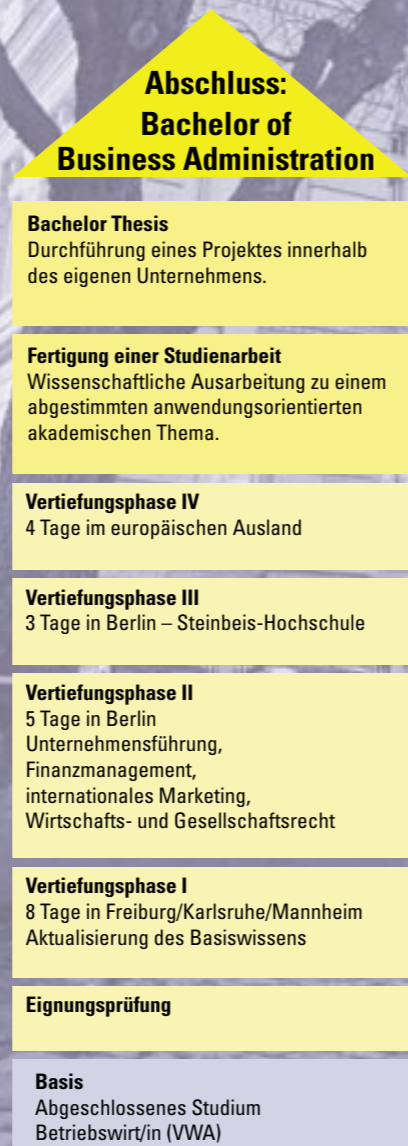 Abschluss:
Bachelor of
Business Administration
Bachelor Thesis
Durchführung eines Projektes innerhalb
des eigenen Unternehmens.
Fertigung einer Studienarbeit
Wissenschaftliche Ausarbeitung zu einem
abgestimmten anwendungsorientierten
akademischen Thema.
Vertiefungsphase IV
4 Tage im europäischen Ausland
Vertiefungsphase III
3 Tage in Berlin – Steinbeis-Hochschule
Vertiefungsphase II
5 Tage in Berlin
Unternehmensführung,
Finanzmanagement,
internationales Marketing,
Wirtschafts- und Gesellschaftsrecht
Vertiefungsphase I
8 Tage in Freiburg/Karlsruhe/Mannheim
Aktualisierung des Basiswissens
Eignungsprüfung
Basis
Abgeschlossenes Studium
Betriebswirt/in (VWA)